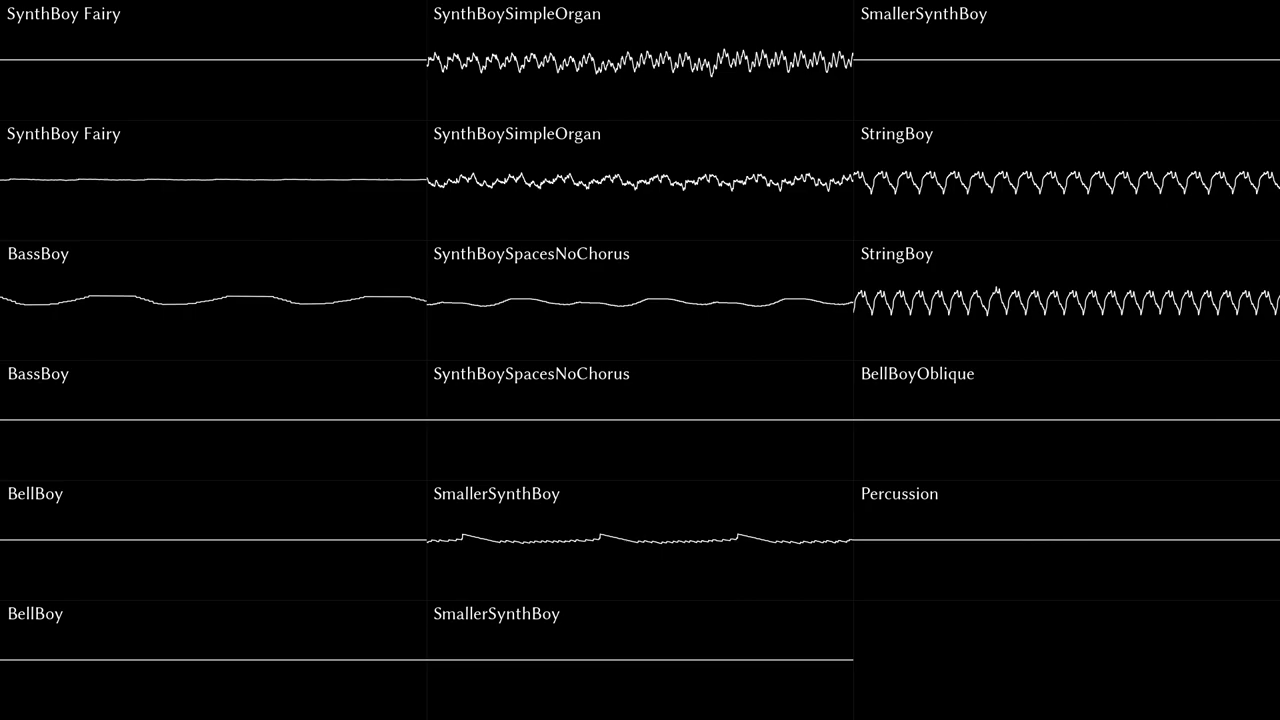 SynthBoy Fairy
SynthBoySimpleOrgan
SmallerSynthBoy
SynthBoy Fairy
SynthBoySimpleOrgan
StringBoy
BassBoy
SynthBoySpacesNoChorus
StringBoy
BassBoy
SynthBoySpacesNoChorus
BellBoyOblique
BellBoy
SmallerSynthBoy
Percussion
BellBoy
SmallerSynthBoy